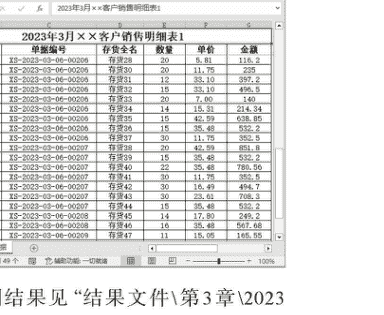 2023年3月××客户销售明细表1
C D E F G
2023年3月××客户销售明细表1
单据编号 存货全名 数量 单价 金额
XS-2023-03-06-00206 存货28 20 5.81 116.2
XS-2023-03-06-00206 存货30 20 11.75 235
XS-2023-03-06-00206 存货31 12 33.10 397.2
XS-2023-03-06-00206 存货32 15 33.10 496.5
XS-2023-03-06-00206 存货33 20 7.00 140
XS-2023-03-06-00206 存货34 14 15.31 214.34
XS-2023-03-06-00206 存货35 15 42.59 638.85
XS-2023-03-06-00206 存货36 15 35.48 532.2
XS-2023-03-06-00206 存货37 30 11.75 352.5
XS-2023-03-06-00207 存货38 20 42.59 851.8
XS-2023-03-06-00207 存货39 15 35.48 532.2
XS-2023-03-06-00207 存货40 22 35.48 780.56
XS-2023-03-06-00207 存货41 30 11.75 352.5
XS-2023-03-06-00207 存货42 30 16.49 494.7
XS-2023-03-06-00207 存货43 30 23.61 708.3
XS-2023-03-06-00208 存货44 15 35.48 532.2
XS-2023-03-06-00208 存货45 14 17.80 249.2
XS-2023-03-06-00208 存货46 16 35.48 567.68
XS-2023-03-06-00209 存货47 11 15.05 165.55
49 个 辅助功能: 一切就绪 100%
结果见“结果文件\第3章\2023